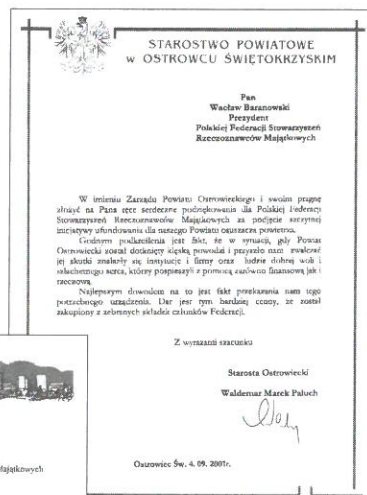 STAROSTWO POWIATOWE
w OSTROWCU ŚWIĘTOKRZYSKIM
Pan
Wacław Baranowski
Prezydent
Polskiej Federacji Stowarzyszeń
Rzeczoznawców Majątkowych
W imieniu Zarządu Powiatu Ostrowieckiego i swoim pragnę
złożyć na Pana ręce serdeczne podziękowania dla Polskiej Federacji
Stowarzyszeń Rzeczoznawców Majątkowych za podjęcie szczytnej
inicjatywy ufundowania dla naszego Powiatu osuszacza powietrza.
Godnym podkreślenia jest fakt, że w sytuacji, gdy Powiat
Ostrowiecki został dotknięty klęską powodzi i przyszło nam zwalczać
jej skutki znalazły się instytucje i firmy oraz ludzie dobrej woli i
szlachetnego serca, którzy pospieszyli z pomocą zarówno finansową jak i
rzeczową.
Najlepszym dowodem na to jest fakt przekazania nam tego
potrzebnego urządzenia. Dar jest tym bardziej cenny, że został
zakupiony z zebranych składek członków Federacji.
Z wyrazami szacunku
Starosta Ostrowiecki
Waldemar Marek Paluch
Ostrowiec Św. 4. 09. 2001r.
Majątkowych